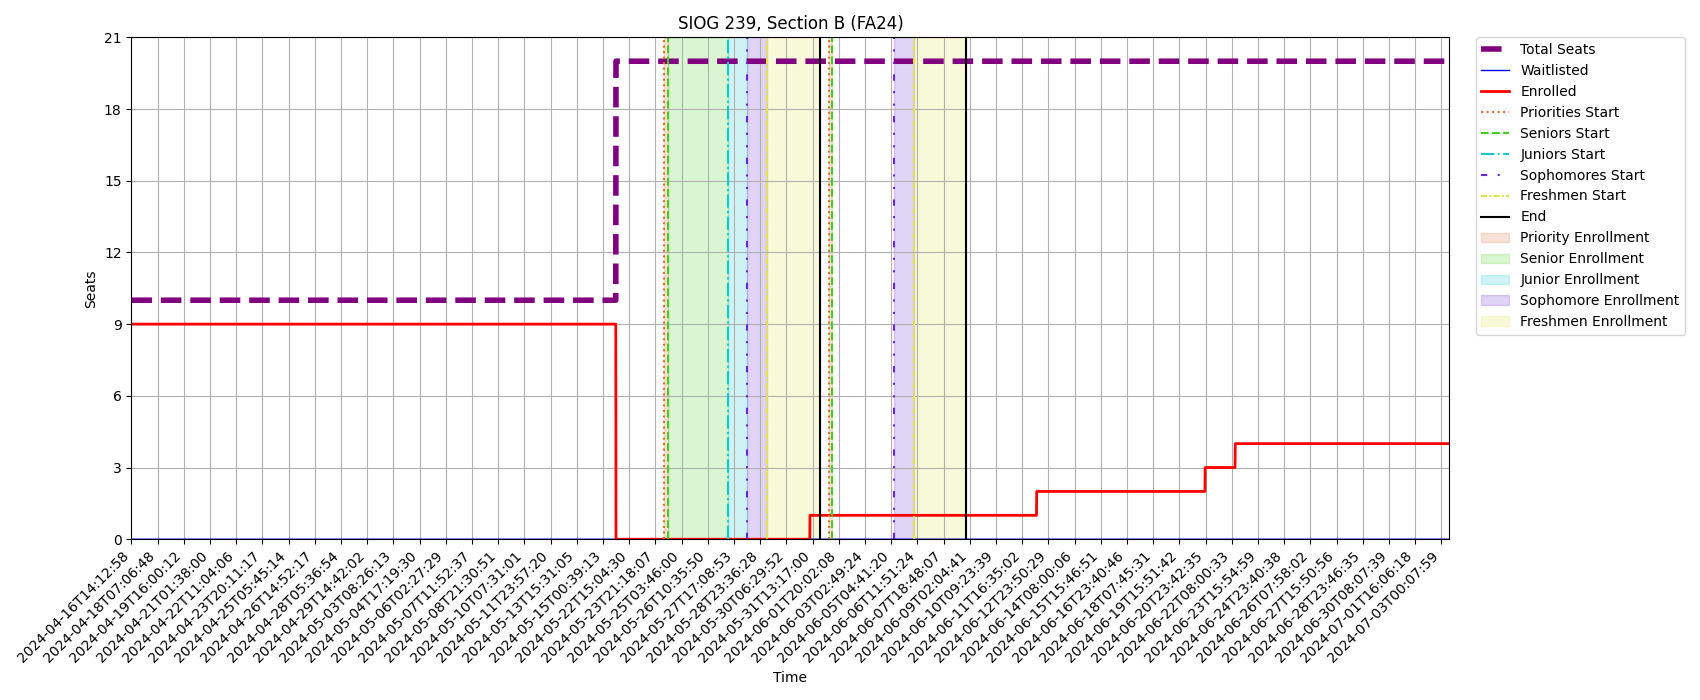 SIOG 239, Section B (FA24)
21
18
15
12
9
6
3
0
Seats
2024-04-16T14:12:58
2024-04-18T07:06:48
2024-04-19T16:00:12
2024-04-21T01:38:00
2024-04-22T11:04:06
2024-04-23T20:11:17
2024-04-25T05:45:14
2024-04-26T14:52:17
2024-04-28T05:36:54
2024-04-29T14:42:02
2024-05-03T08:26:13
2024-05-04T17:19:30
2024-05-06T02:27:29
2024-05-07T11:52:37
2024-05-08T21:30:51
2024-05-10T07:31:01
2024-05-11T23:57:20
2024-05-13T15:31:05
2024-05-15T00:39:13
2024-05-22T15:04:30
2024-05-23T21:18:07
2024-05-25T03:46:00
2024-05-26T10:35:50
2024-05-27T17:08:53
2024-05-28T23:36:28
2024-05-30T06:29:52
2024-05-31T13:17:00
2024-06-01T20:02:08
2024-06-03T02:49:24
2024-06-05T04:41:20
2024-06-06T11:51:24
2024-06-07T18:48:07
2024-06-09T02:04:41
2024-06-10T09:23:39
2024-06-11T16:35:02
2024-06-12T23:50:29
2024-06-14T08:00:06
2024-06-15T15:46:51
2024-06-16T23:40:46
2024-06-18T07:45:31
2024-06-19T15:51:42
2024-06-20T23:42:35
2024-06-22T08:00:33
2024-06-23T15:54:59
2024-06-24T23:40:38
2024-06-26T07:58:02
2024-06-27T15:50:56
2024-06-28T23:46:35
2024-06-30T08:07:39
2024-07-01T16:06:18
2024-07-03T00:07:59
Time
Total Seats
Waitlisted
Enrolled
Priorities Start
Seniors Start
Juniors Start
Sophomores Start
Freshmen Start
End
Priority Enrollment
Senior Enrollment
Junior Enrollment
Sophomore Enrollment
Freshmen Enrollment